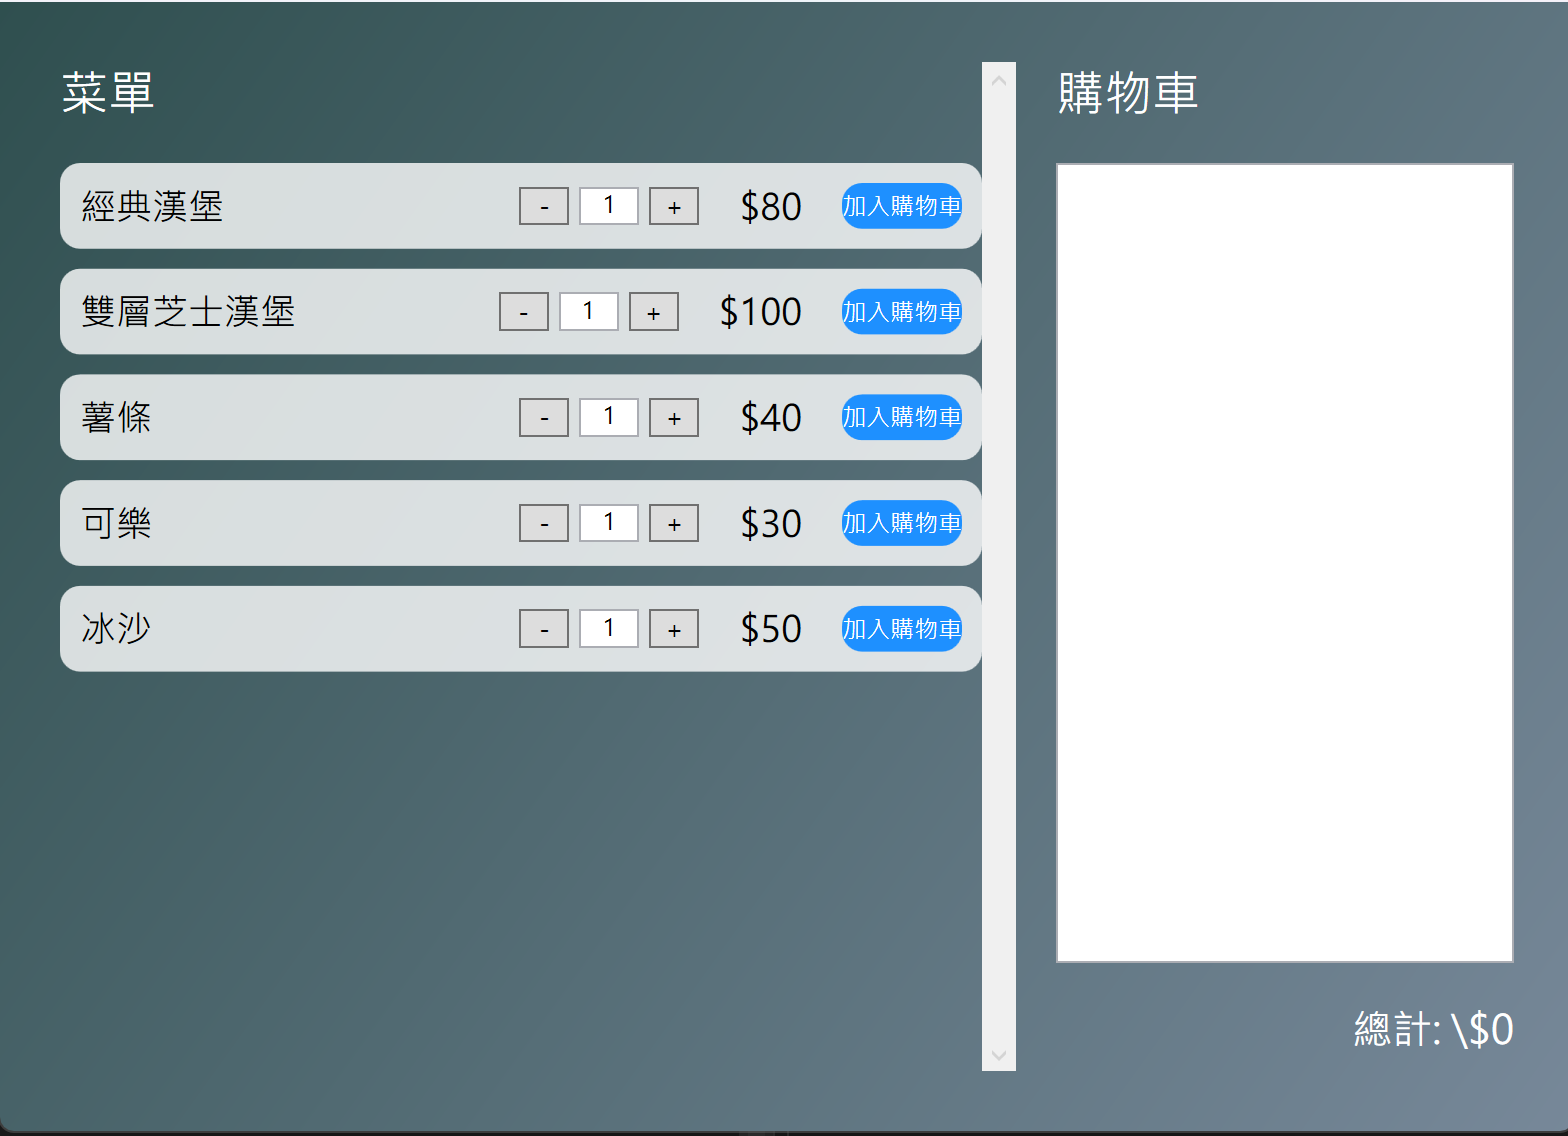 菜單
經典漢堡 - 1 + $80 加入購物車
雙層芝士漢堡 - 1 + $100 加入購物車
薯條 - 1 + $40 加入購物車
可樂 - 1 + $30 加入購物車
冰沙 - 1 + $50 加入購物車
購物車
總計: \$0